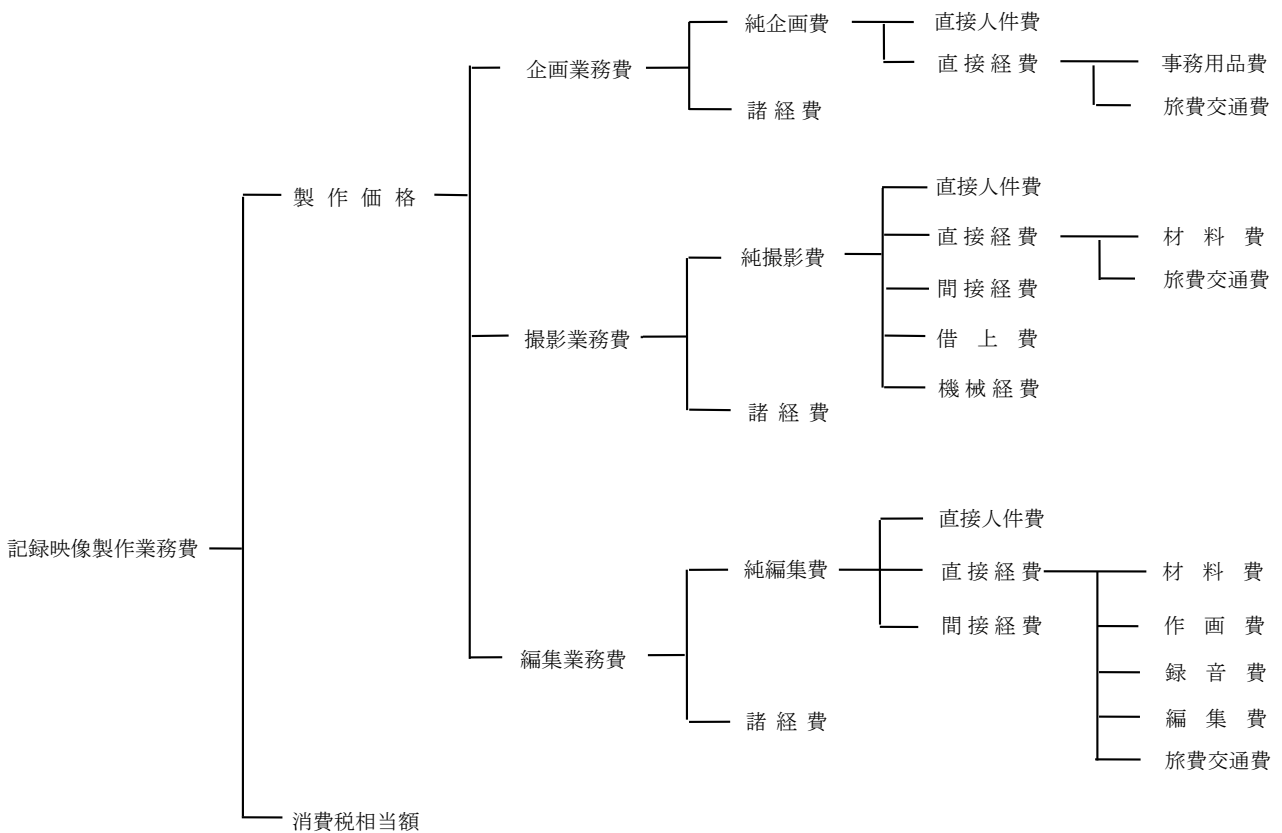 純企画費
直接人件費
企画業務費
直接経費
事務用品費
諸経費
旅費交通費
製作価格
直接人件費
純撮影費
直接経費
材料費
間接経費
旅費交通費
撮影業務費
借上費
機械経費
諸経費
直接人件費
記録映像製作業務費
純編集費
直接経費
材料費
間接経費
作画費
編集業務費
録音費
諸経費
編集費
旅費交通費
消費税相当額